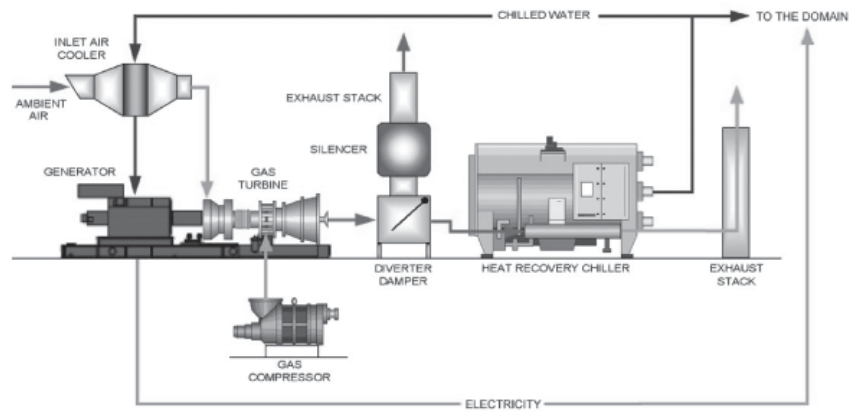 CHILLED WATER
TO THE DOMAIN
INLET AIR
COOLER
AMBIENT
AIR
EXHAUST STACK
SILENCER
GENERATOR
GAS
TURBINE
DIVERTER
DAMPER
HEAT RECOVERY CHILLER
EXHAUST
STACK
GAS
COMPRESSOR
ELECTRICITY